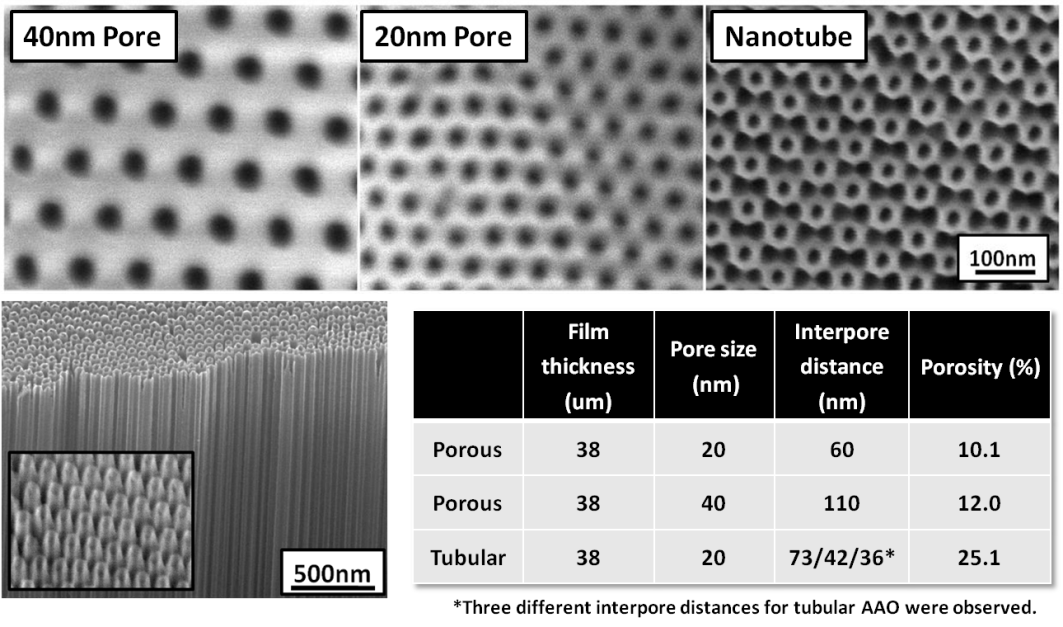 40nm Pore
20nm Pore
Nanotube
100nm
500nm
Film thickness (um) Pore size (nm) Interpore distance (nm) Porosity (%)
Porous 38 20 60 10.1
Porous 38 40 110 12.0
Tubular 38 20 73/42/36* 25.1
*Three different interpore distances for tubular AAO were observed.